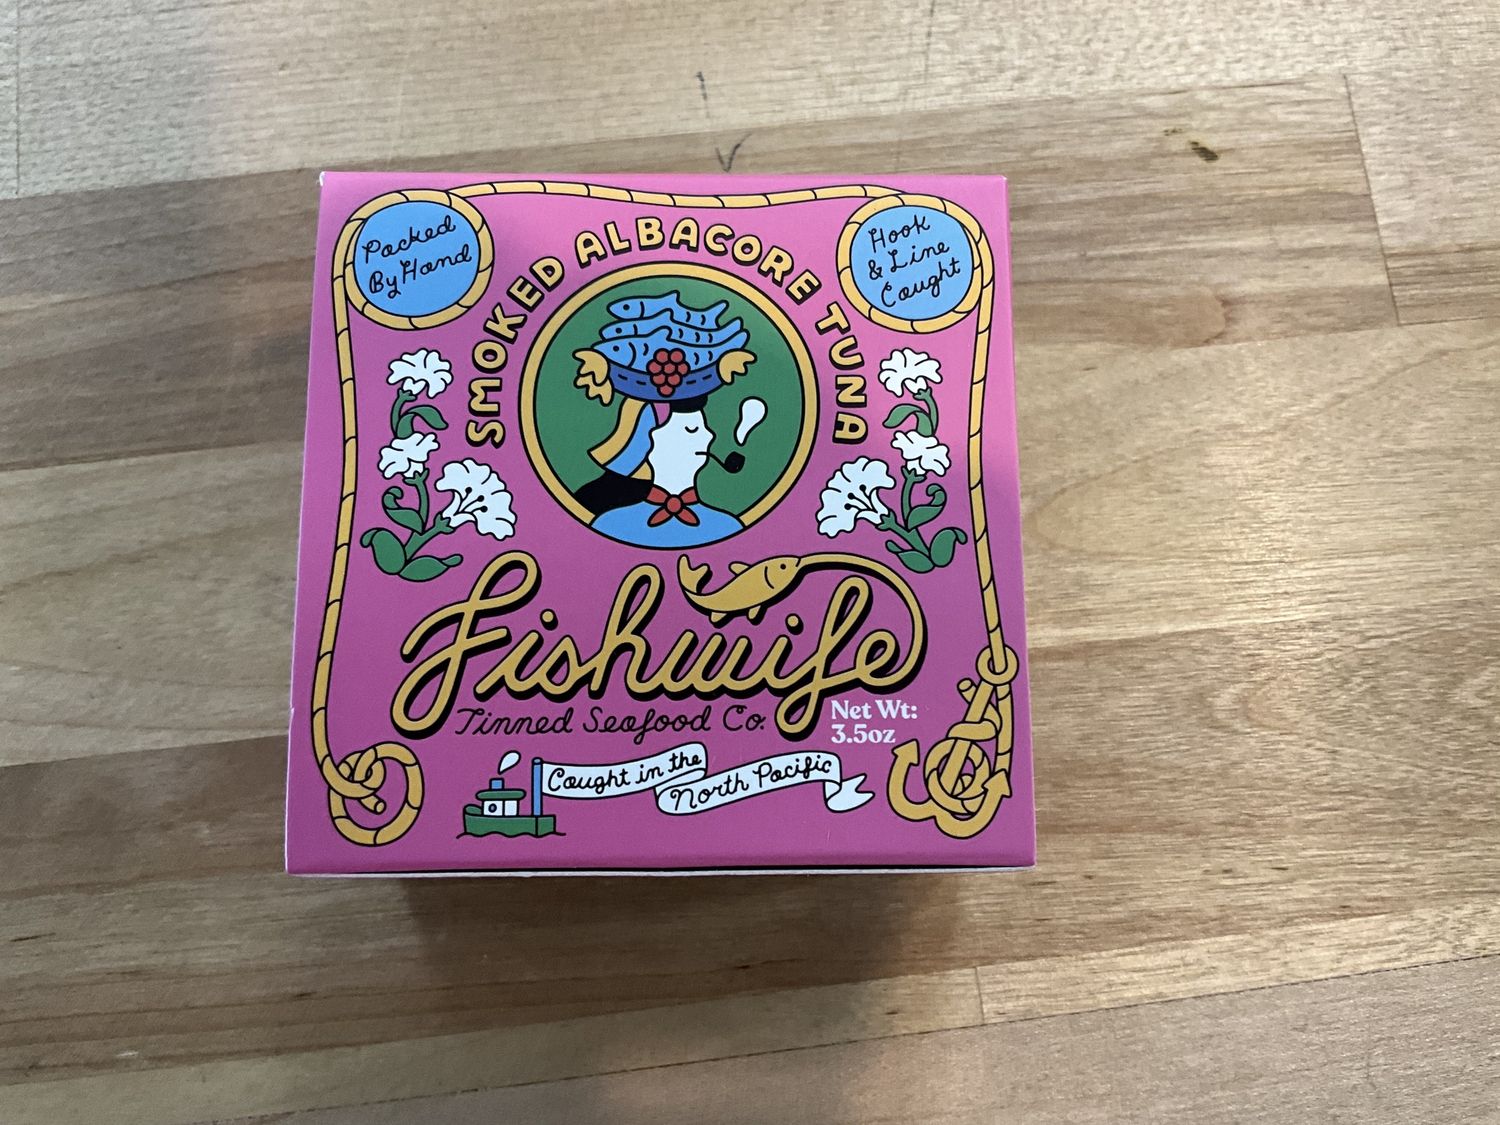 Packed
By Hand
Hook
& Line
Caught
SMOKED ALBACORE TUNA
Fishwife
Tinned Seafood Co.
Net Wt:
3.5oz
Caught in the
North Pacific